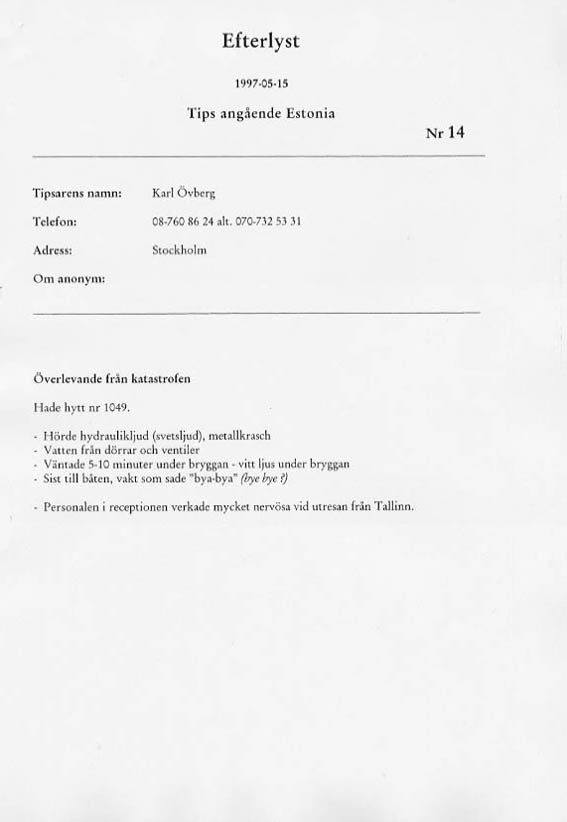 Efterlyst
1997-05-15
Tips angående Estonia
Nr 14
Tipsarens namn: Karl Övberg
Telefon: 08-760 86 24 alt. 070-732 53 31
Adress: Stockholm
Om anonym:
Överlevande från katastrofen
Hade hytt nr 1049.
- Hörde hydraulikljud (svetsljud), metallkrasch
- Vatten från dörrar och ventiler
- Väntade 5-10 minuter under bryggan - vitt ljus under bryggan
- Sist till båten, vakt som sade "bya-bya" (bye bye ?)
- Personalen i receptionen verkade mycket nervösa vid utresan från Tallinn.